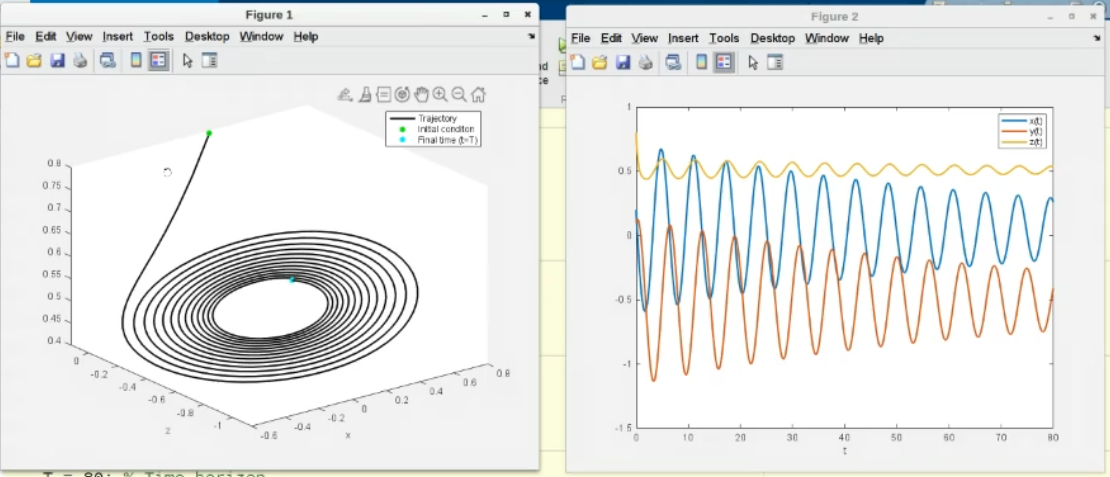 Figure 1
File Edit View Insert Tools Desktop Window Help
Trajectory
Initial conditon
Final time (t=T)
0.8
0.75
0.7
0.65
0.6
0.55
0.5
0.45
0.4
0
-0.2
-0.4
-0.6
-0.8
-1
z
-0.6
-0.4
-0.2
0
0.2
0.4
0.6
0.8
x
Figure 2
File Edit View Insert Tools Desktop Window Help
x(t)
y(t)
z(t)
1
0.5
0
-0.5
-1
-1.5
0 10 20 30 40 50 60 70 80
t
T = 80; % Time horizon